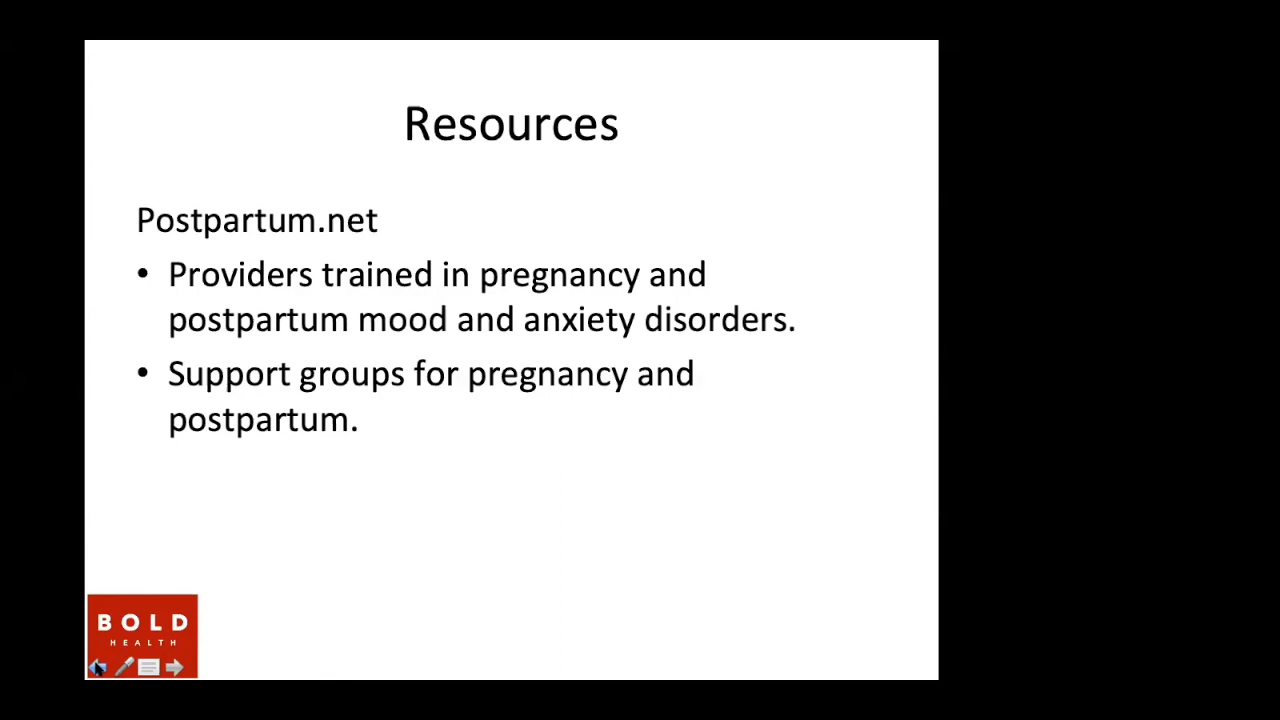 Resources
Postpartum.net
• Providers trained in pregnancy and
postpartum mood and anxiety disorders.
• Support groups for pregnancy and
postpartum.
BOLD
HEALTH